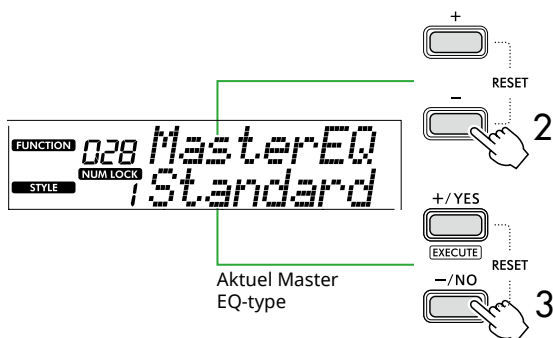 +
RESET
−
2
FUNCTION 028 MasterEQ
NUM LOCK
STYLE 1 Standard
+/YES
EXECUTE
RESET
−/NO
3
Aktuel Master
EQ-type